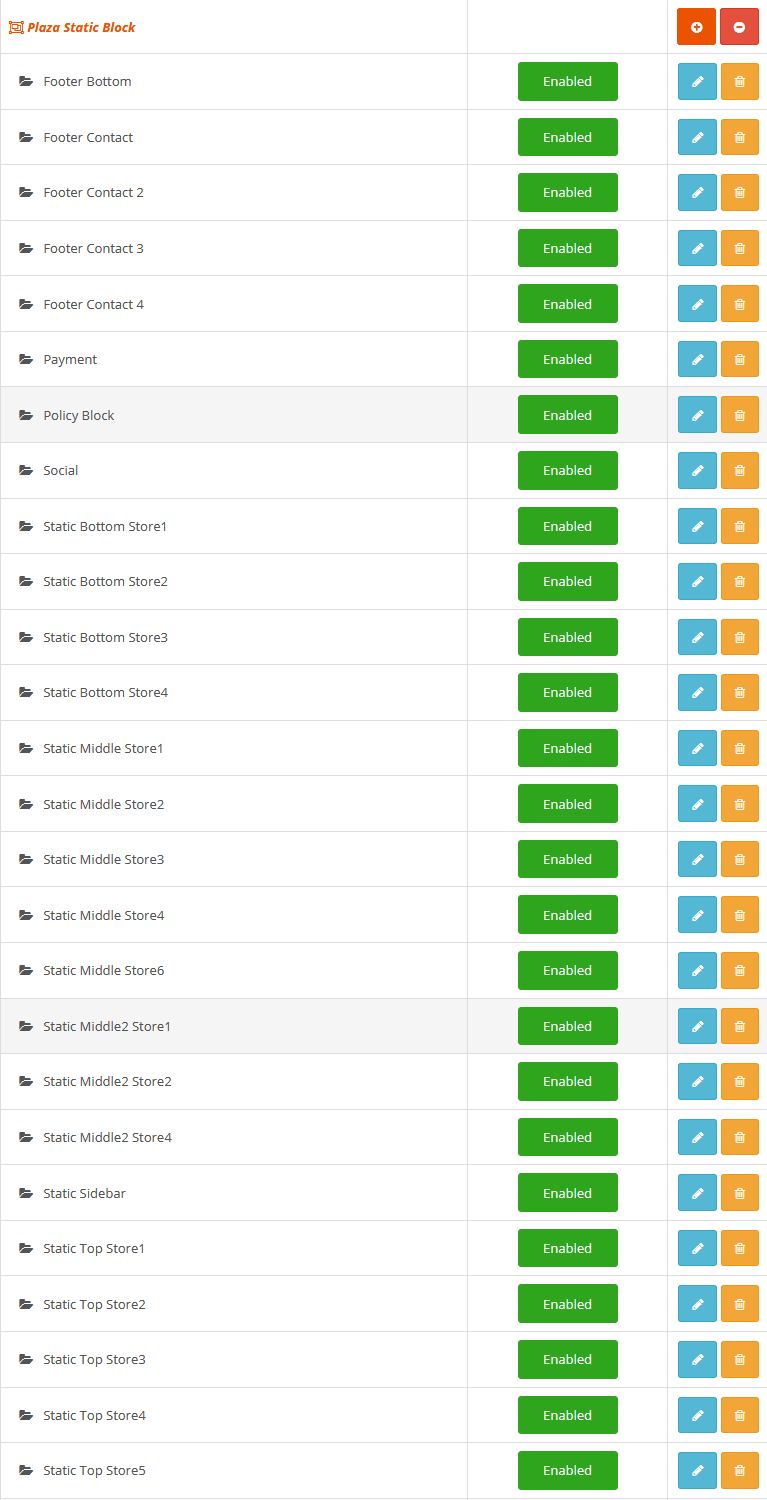 Plaza Static Block
Footer Bottom Enabled
Footer Contact Enabled
Footer Contact 2 Enabled
Footer Contact 3 Enabled
Footer Contact 4 Enabled
Payment Enabled
Policy Block Enabled
Social Enabled
Static Bottom Store1 Enabled
Static Bottom Store2 Enabled
Static Bottom Store3 Enabled
Static Bottom Store4 Enabled
Static Middle Store1 Enabled
Static Middle Store2 Enabled
Static Middle Store3 Enabled
Static Middle Store4 Enabled
Static Middle Store6 Enabled
Static Middle2 Store1 Enabled
Static Middle2 Store2 Enabled
Static Middle2 Store4 Enabled
Static Sidebar Enabled
Static Top Store1 Enabled
Static Top Store2 Enabled
Static Top Store3 Enabled
Static Top Store4 Enabled
Static Top Store5 Enabled